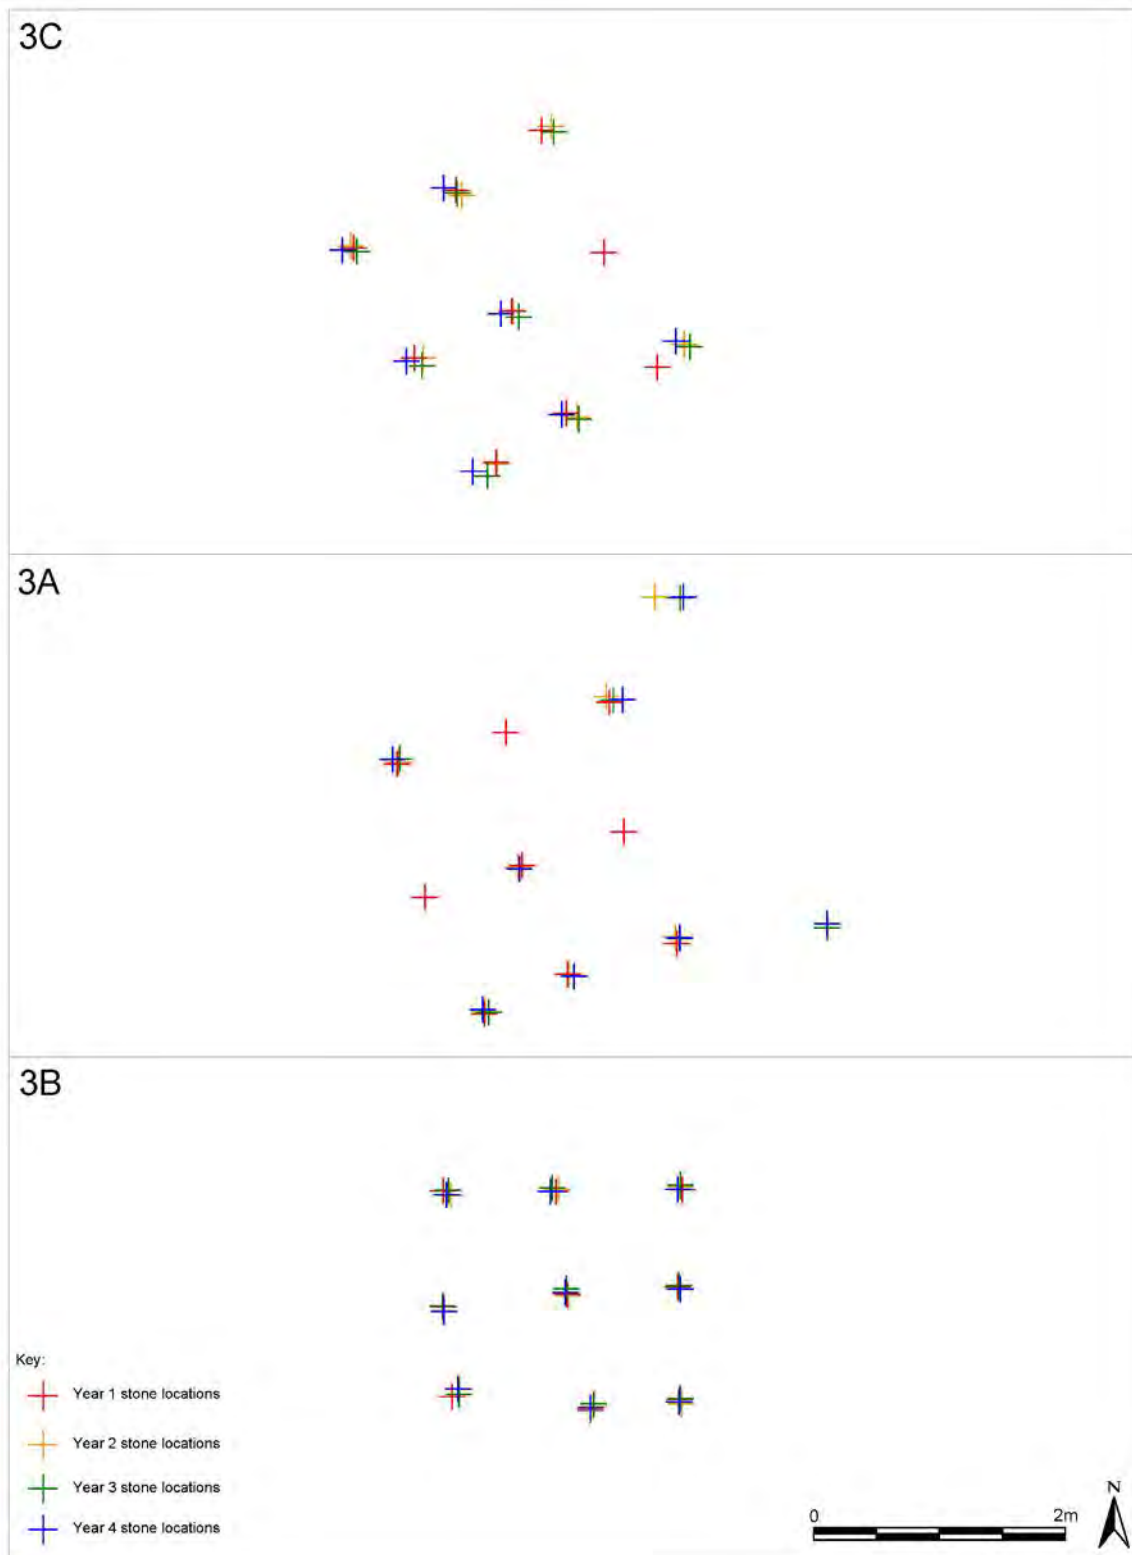 3C
3A
3B
Key:
Year 1 stone locations
Year 2 stone locations
Year 3 stone locations
Year 4 stone locations
0 2m
N